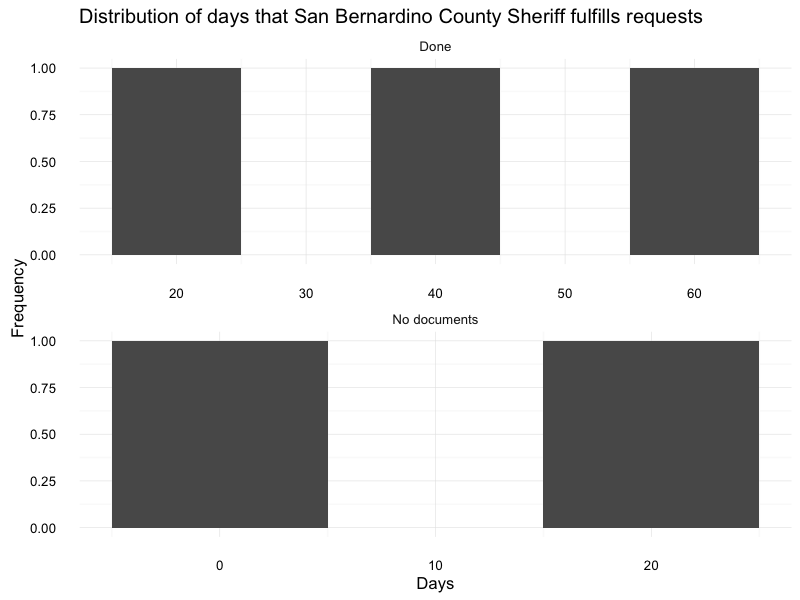 Distribution of days that San Bernardino County Sheriff fulfills requests
Done
1.00
0.75
0.50
0.25
0.00
20 30 40 50 60
Frequency
No documents
1.00
0.75
0.50
0.25
0.00
0 10 20
Days